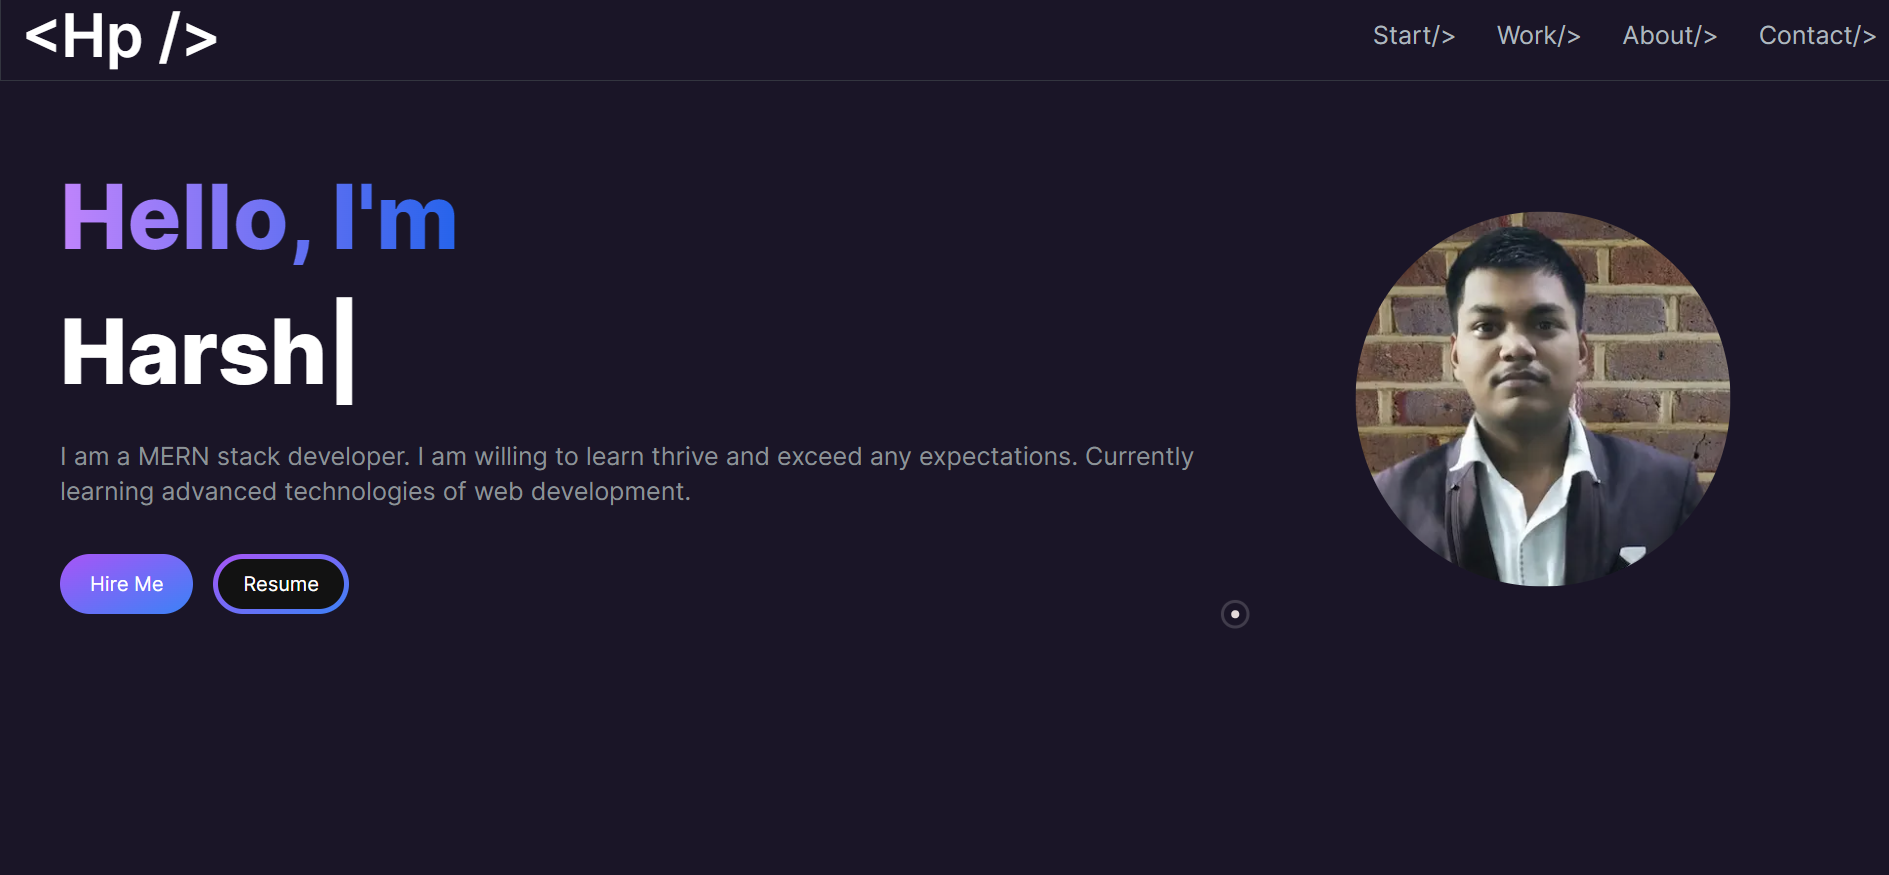 <Hp />
Start/> Work/> About/> Contact/>
Hello, I'm
Harsh
I am a MERN stack developer. I am willing to learn thrive and exceed any expectations. Currently
learning advanced technologies of web development.
Hire Me Resume